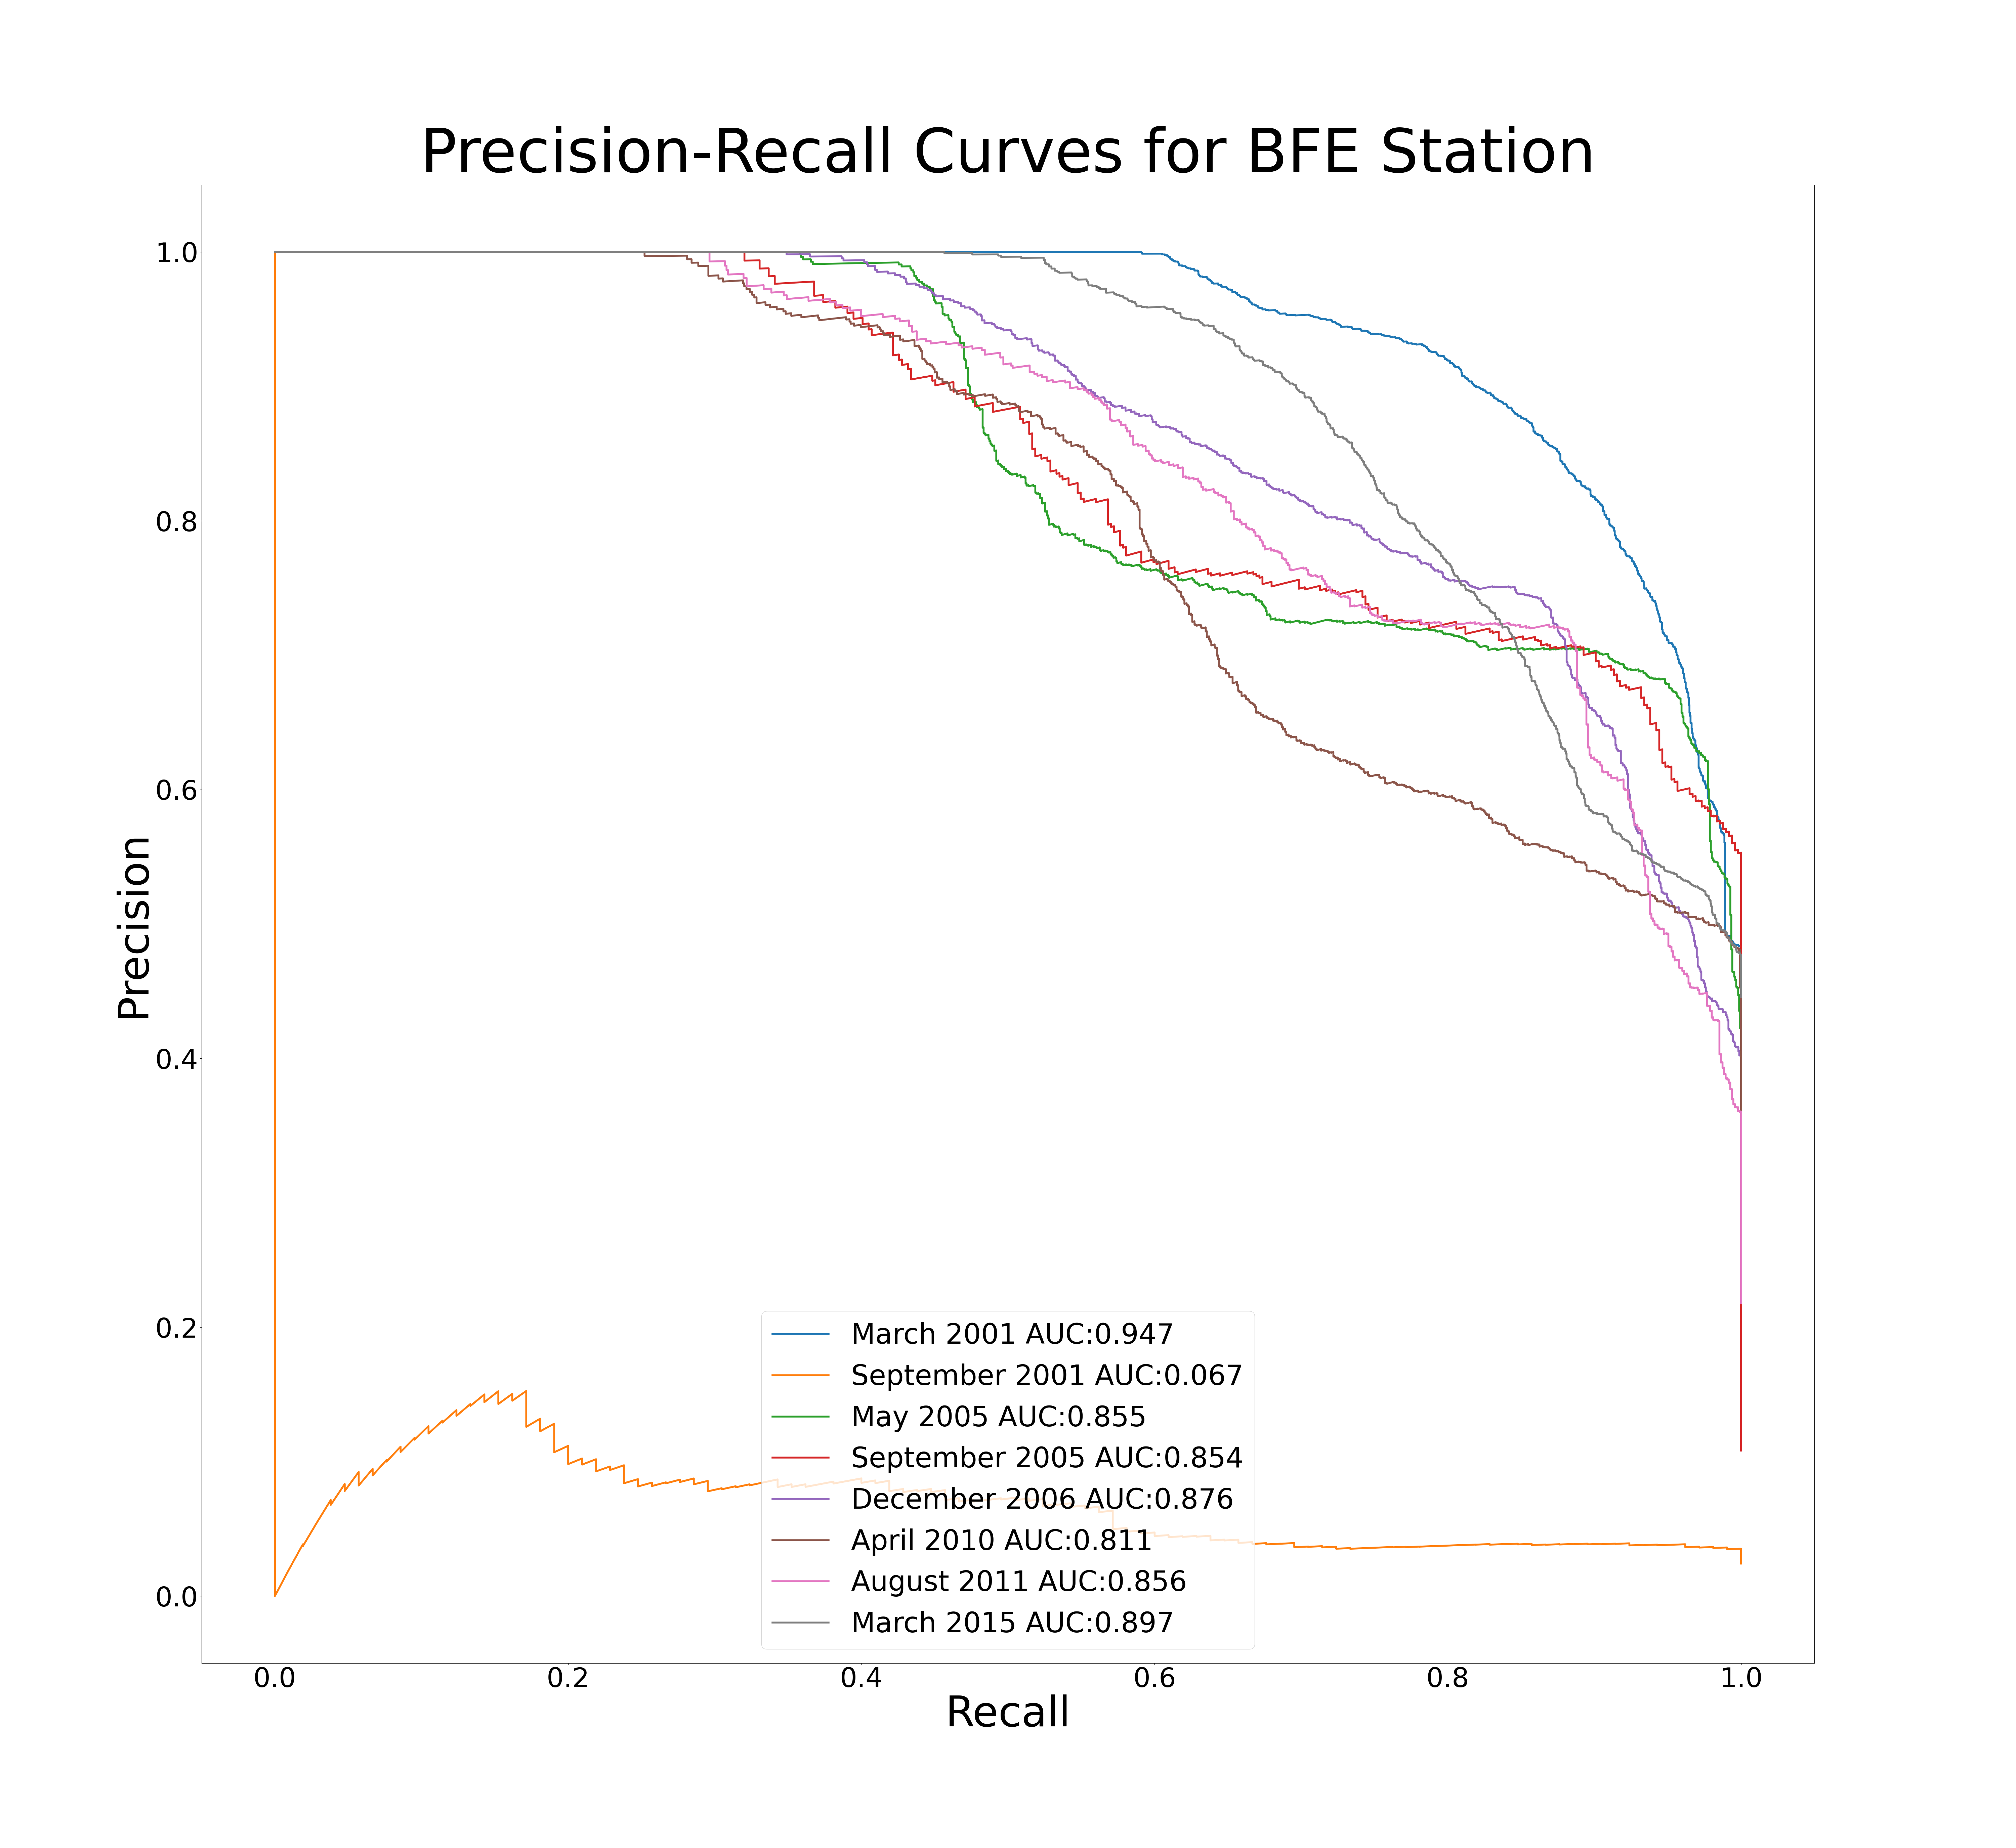 Precision-Recall Curves for BFE Station
1.0
0.8
0.6
0.4
0.2
0.0
Precision
March 2001 AUC:0.947
September 2001 AUC:0.067
May 2005 AUC:0.855
September 2005 AUC:0.854
December 2006 AUC:0.876
April 2010 AUC:0.811
August 2011 AUC:0.856
March 2015 AUC:0.897
0.0 0.2 0.4 0.6 0.8 1.0
Recall